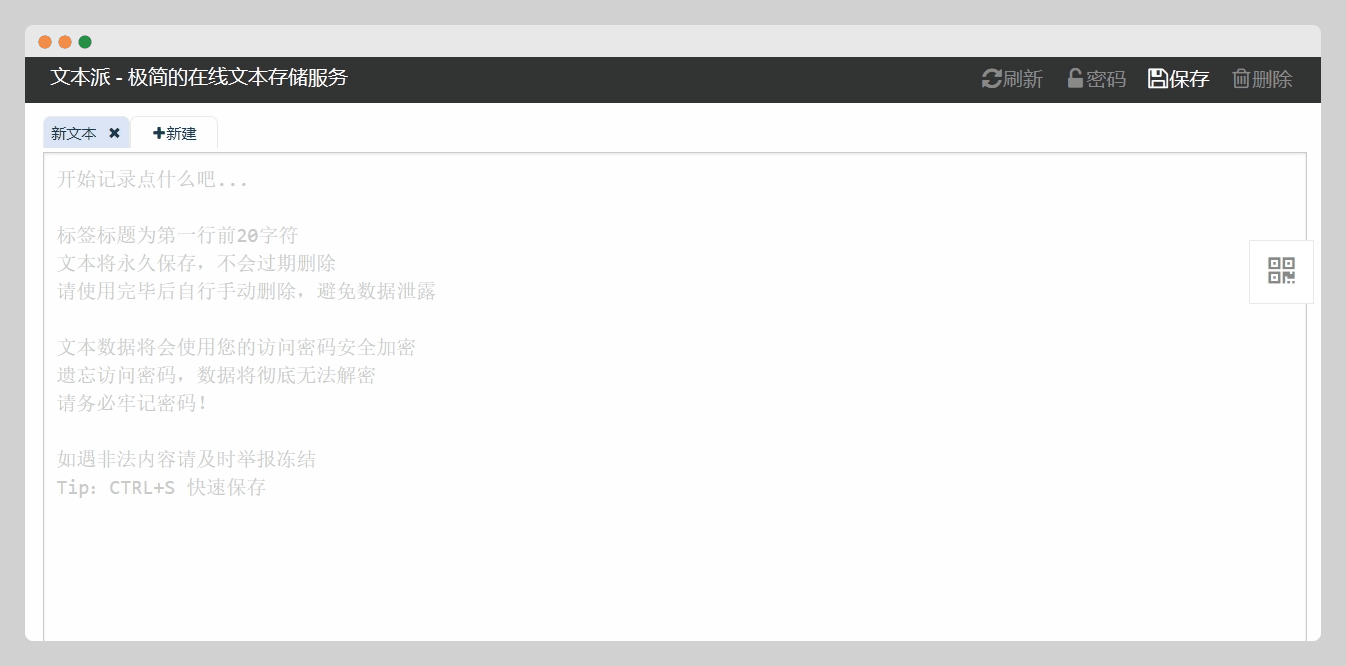 文本派 - 极简的在线文本存储服务
刷新 密码 保存 删除
新文本 新建
开始记录点什么吧...
标签标题为第一行前20字符
文本将永久保存，不会过期删除
请使用完毕后自行手动删除，避免数据泄露
文本数据将会使用您的访问密码安全加密
遗忘访问密码，数据将彻底无法解密
请务必牢记密码！
如遇非法内容请及时举报冻结
Tip: CTRL+S 快速保存